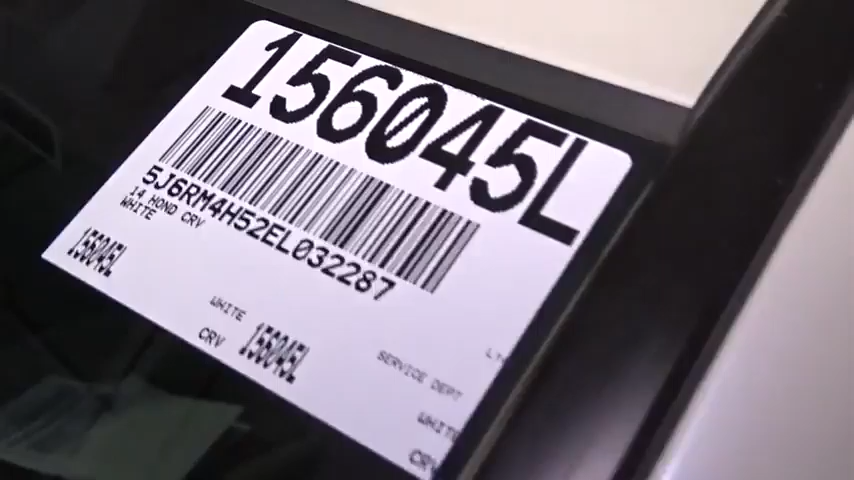 156045L
5J6RM4H52EL032287
14 HOND CRV
WHITE
156045L
WHITE
CRV 156045L
SERVICE DEPT
WHITE
CRV